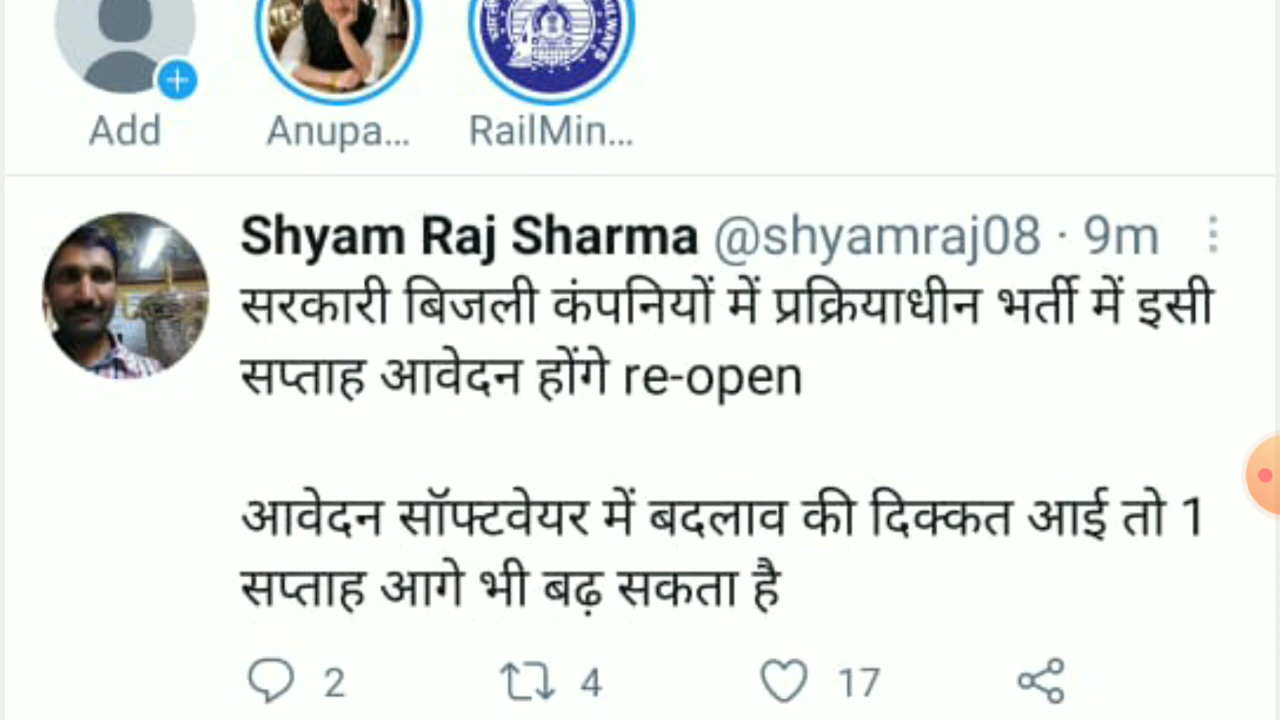 Add
Anupa...
RailMin...
Shyam Raj Sharma @shyamraj08 · 9m
सरकारी बिजली कंपनियों में प्रक्रियाधीन भर्ती में इसी
सप्ताह आवेदन होंगे re-open
आवेदन सॉफ्टवेयर में बदलाव की दिक्कत आई तो 1
सप्ताह आगे भी बढ़ सकता है
2 4 17